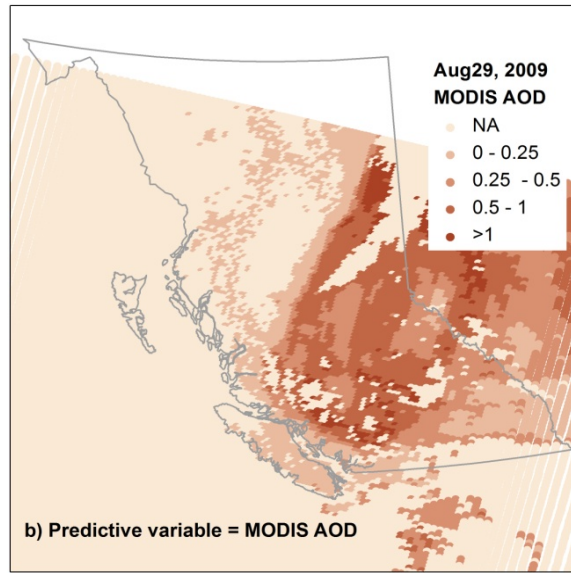 Aug29, 2009
MODIS AOD
NA
0 - 0.25
0.25 - 0.5
0.5 - 1
>1
b) Predictive variable = MODIS AOD